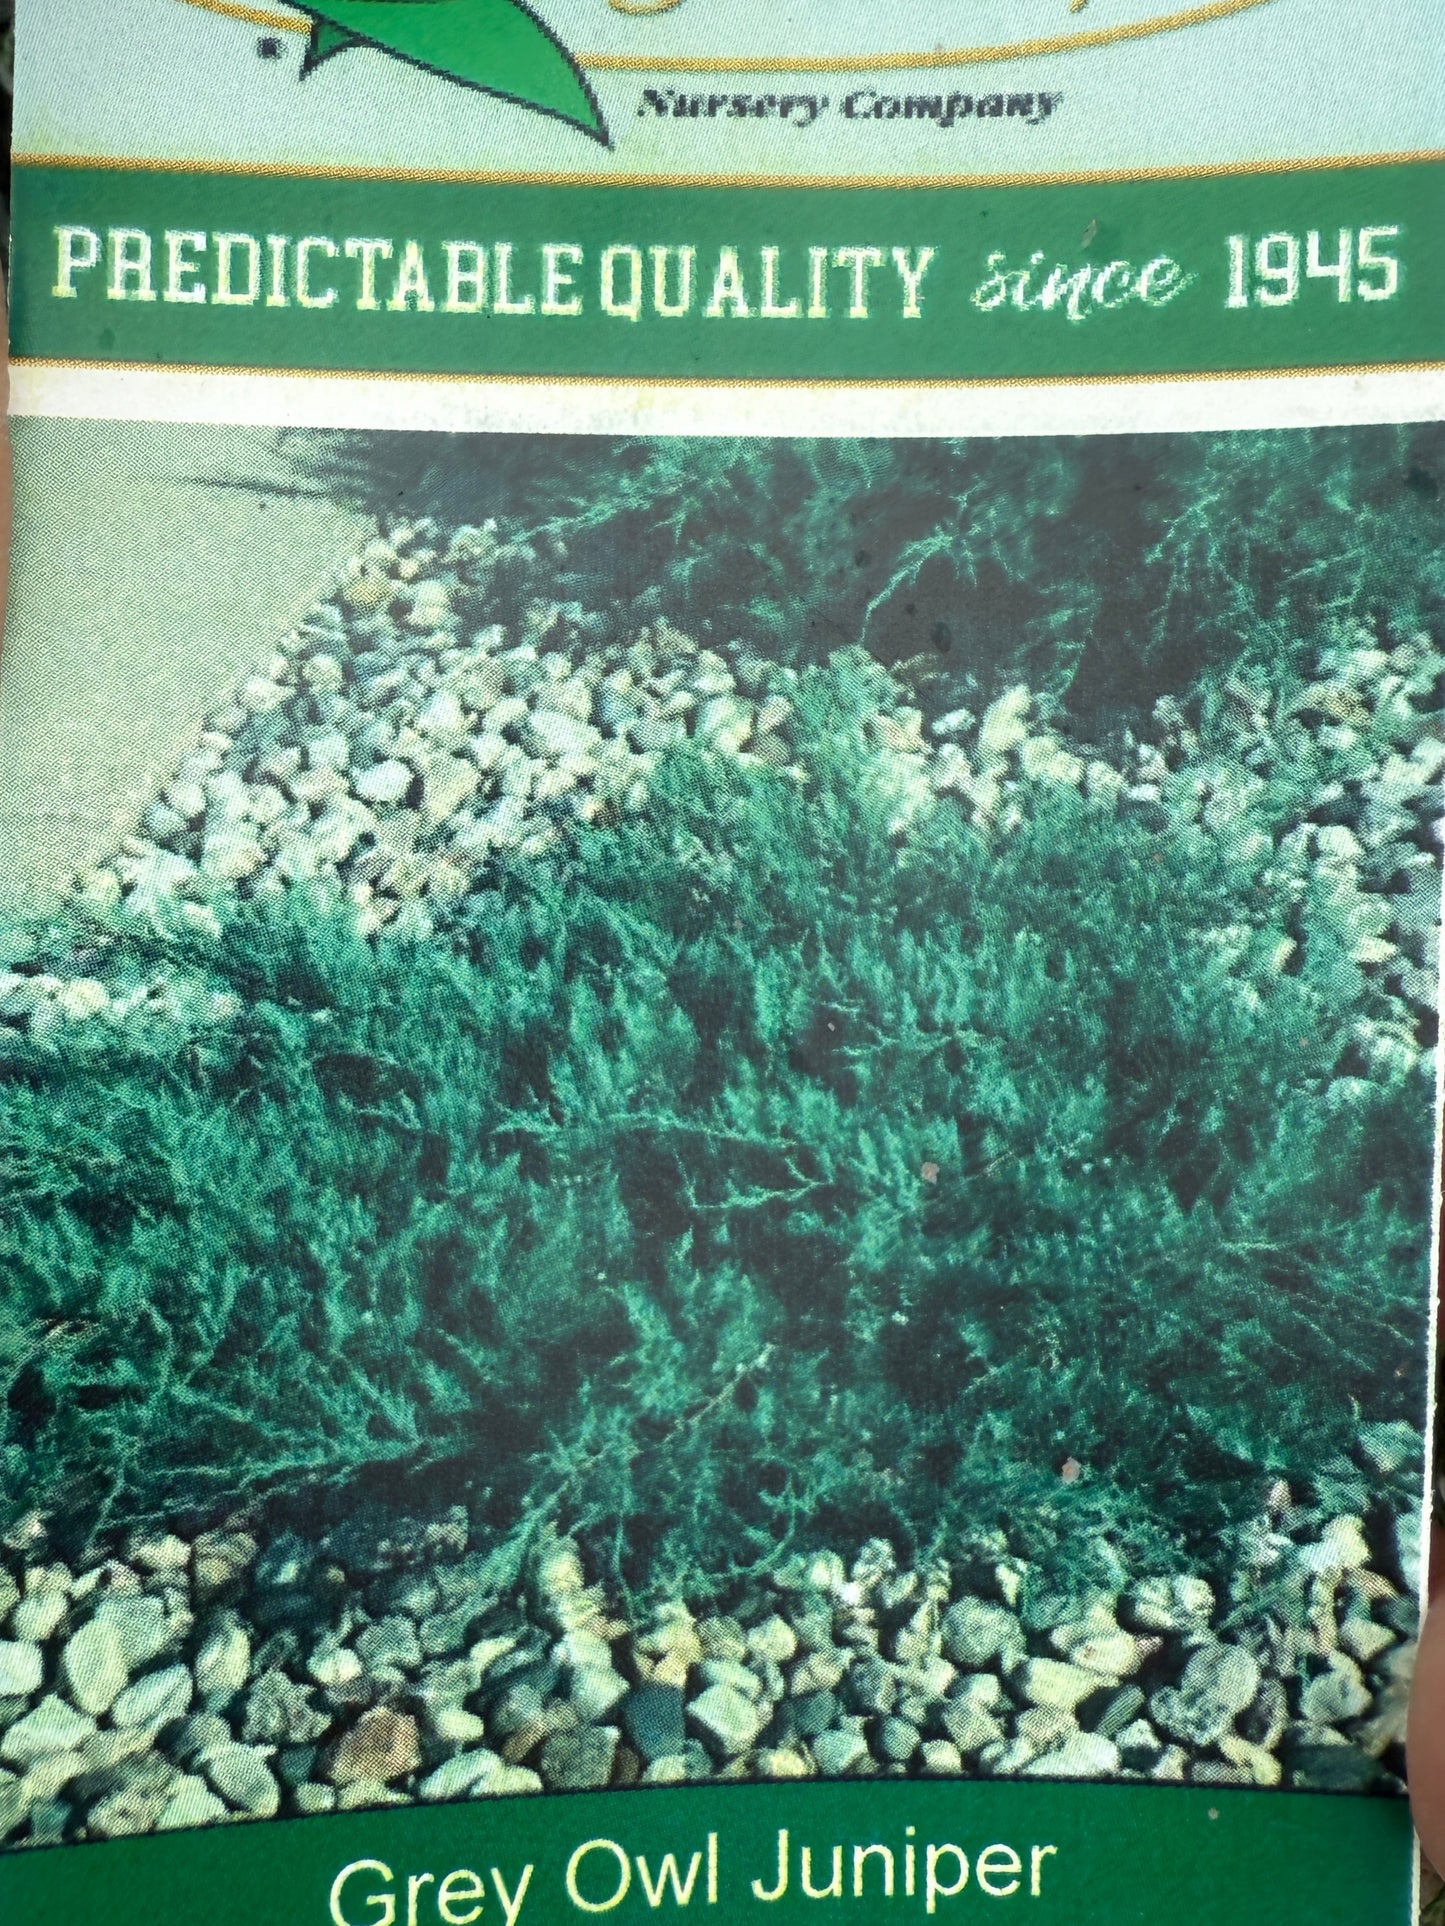 Nursery Company
PREDICTABLE QUALITY since 1945
Grey Owl Juniper